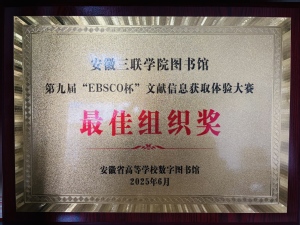 安徽三联学院图书馆
第九届“EBSCO杯”文献信息获取体验大赛
最佳组织奖
安徽省高等学校数字图书馆
2025年6月